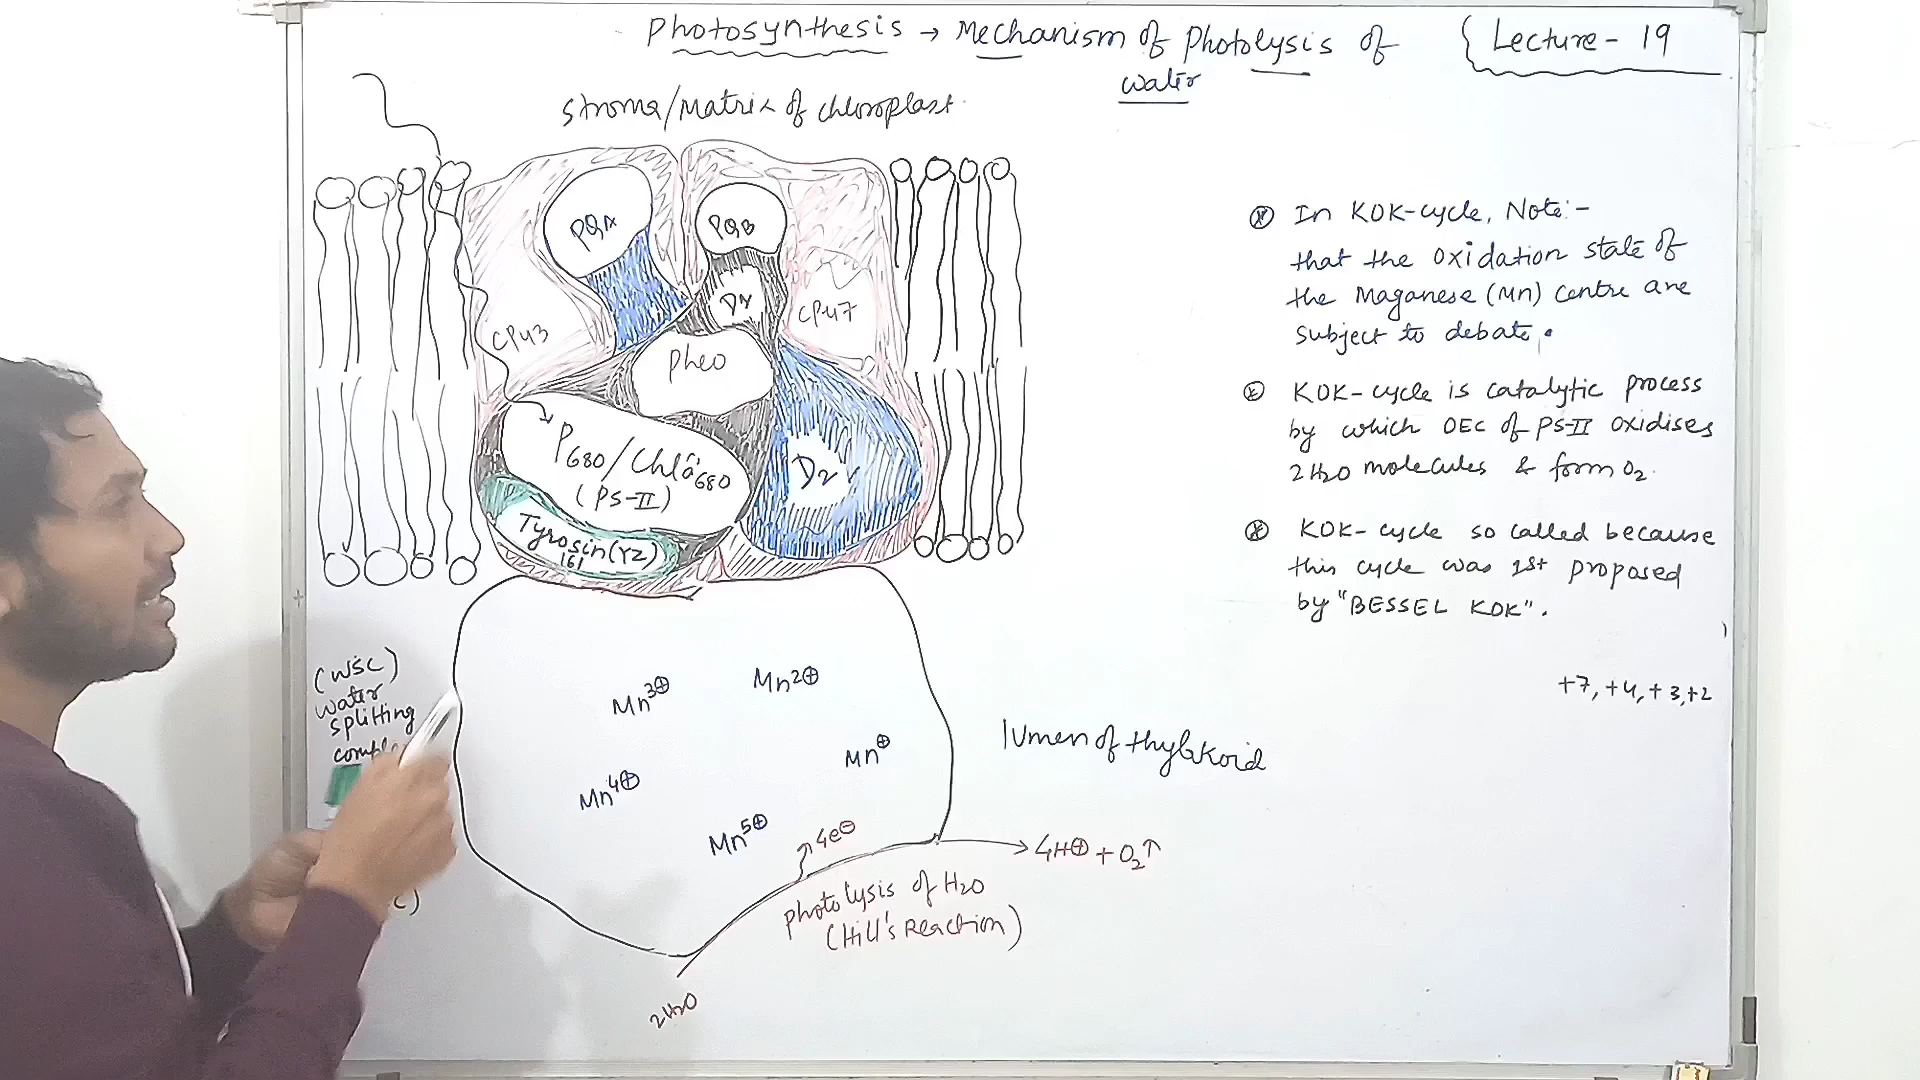 Photosynthesis → Mechanism of Photolysis of
water
{ Lecture - 19
Stroma/Matrix of chloroplast
PQA
PQB
D1
CP43
CP47
Pheo
P680/Chl á680
(PS-II)
D2
Tyrosin(YZ)
161
(WSC)
water
splitting
Mn3⊕
Mn2⊕
Mn⊕
Mn4⊕
Mn5⊕
4e⊖
4H⊕ + O2↑
Photolysis of H2O
(Hill's Reaction)
2H2O
lumen of thylakoid
In KOK-cycle, Note:-
that the oxidation state of
the Maganese (Mn) centre are
subject to debate.
KOK-cycle is catalytic process
by which OEC of PS-II oxidises
2H2O molecules & form O2.
KOK-cycle so called because
this cycle was 1st proposed
by "BESSEL KOK".
+7, +4, +3, +2